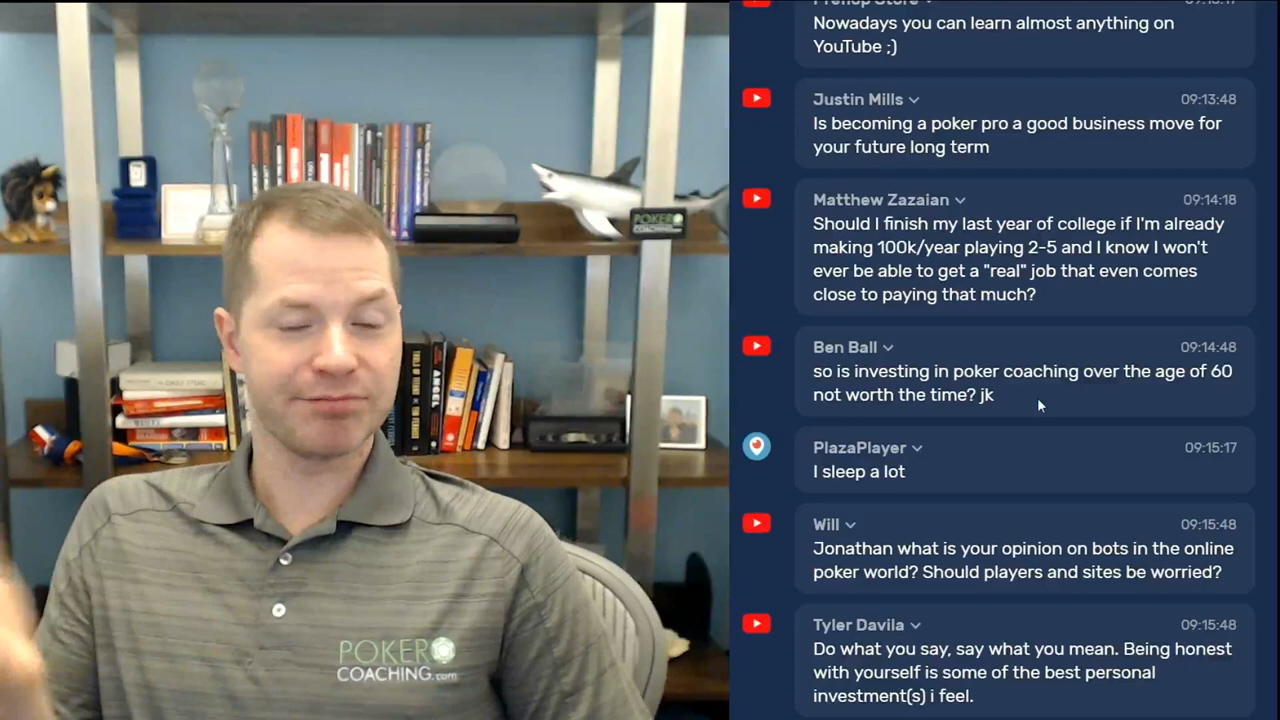 Preflop Store
Nowadays you can learn almost anything on
YouTube ;)
Justin Mills
09:13:48
Is becoming a poker pro a good business move for
your future long term
Matthew Zazaian
09:14:18
Should I finish my last year of college if I'm already
making 100k/year playing 2-5 and I know I won't
ever be able to get a "real" job that even comes
close to paying that much?
Ben Ball
09:14:48
so is investing in poker coaching over the age of 60
not worth the time? jk
PlazaPlayer
09:15:17
I sleep a lot
Will
09:15:48
Jonathan what is your opinion on bots in the online
poker world? Should players and sites be worried?
Tyler Davila
09:15:48
Do what you say, say what you mean. Being honest
with yourself is some of the best personal
investment(s) i feel.
POKER
COACHING.com
POKER
COACHING.com
ANGEL